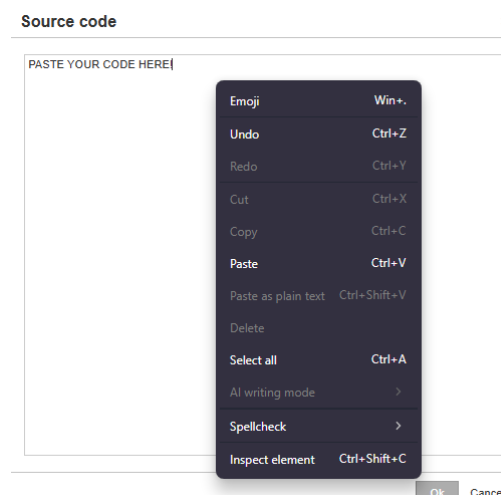 Source code
PASTE YOUR CODE HERE!
Emoji Win+.
Undo Ctrl+Z
Redo Ctrl+Y
Cut Ctrl+X
Copy Ctrl+C
Paste Ctrl+V
Paste as plain text Ctrl+Shift+V
Delete
Select all Ctrl+A
AI writing mode
Spellcheck
Inspect element Ctrl+Shift+C
Ok Cance